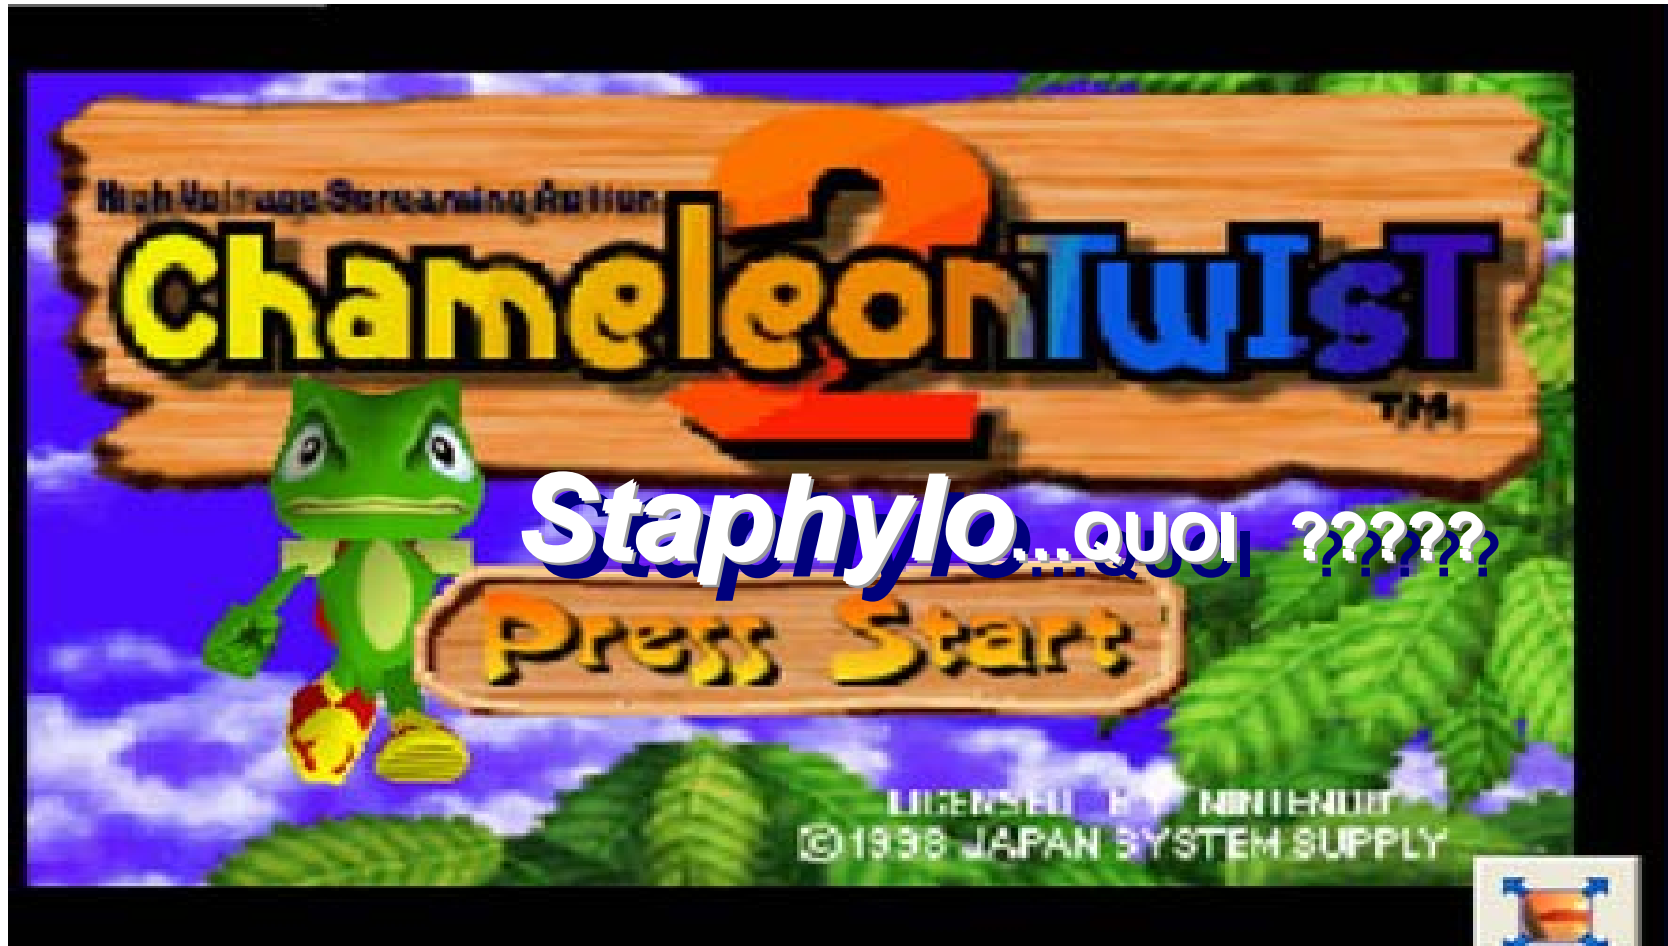 High Voltage Screaming Action
Chameleon Twist 2
TM
Staphylo...QUOI ?????
Press Start
LICENSED BY NINTENDO
©1998 JAPAN SYSTEM SUPPLY